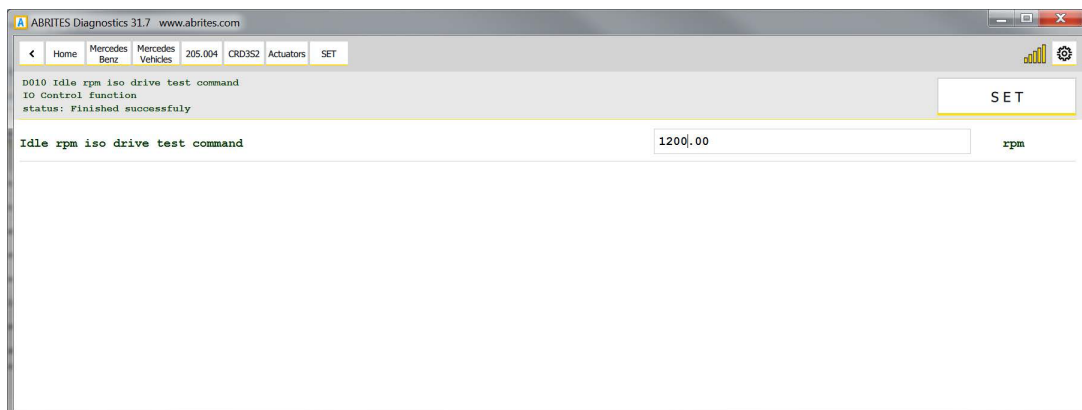 A ABRITES Diagnostics 31.7 www.abrites.com
Home Mercedes Benz Mercedes Vehicles 205.004 CRD3S2 Actuators SET
D010 Idle rpm iso drive test command
IO Control function
status: Finished successfuly
SET
Idle rpm iso drive test command 1200.00 rpm